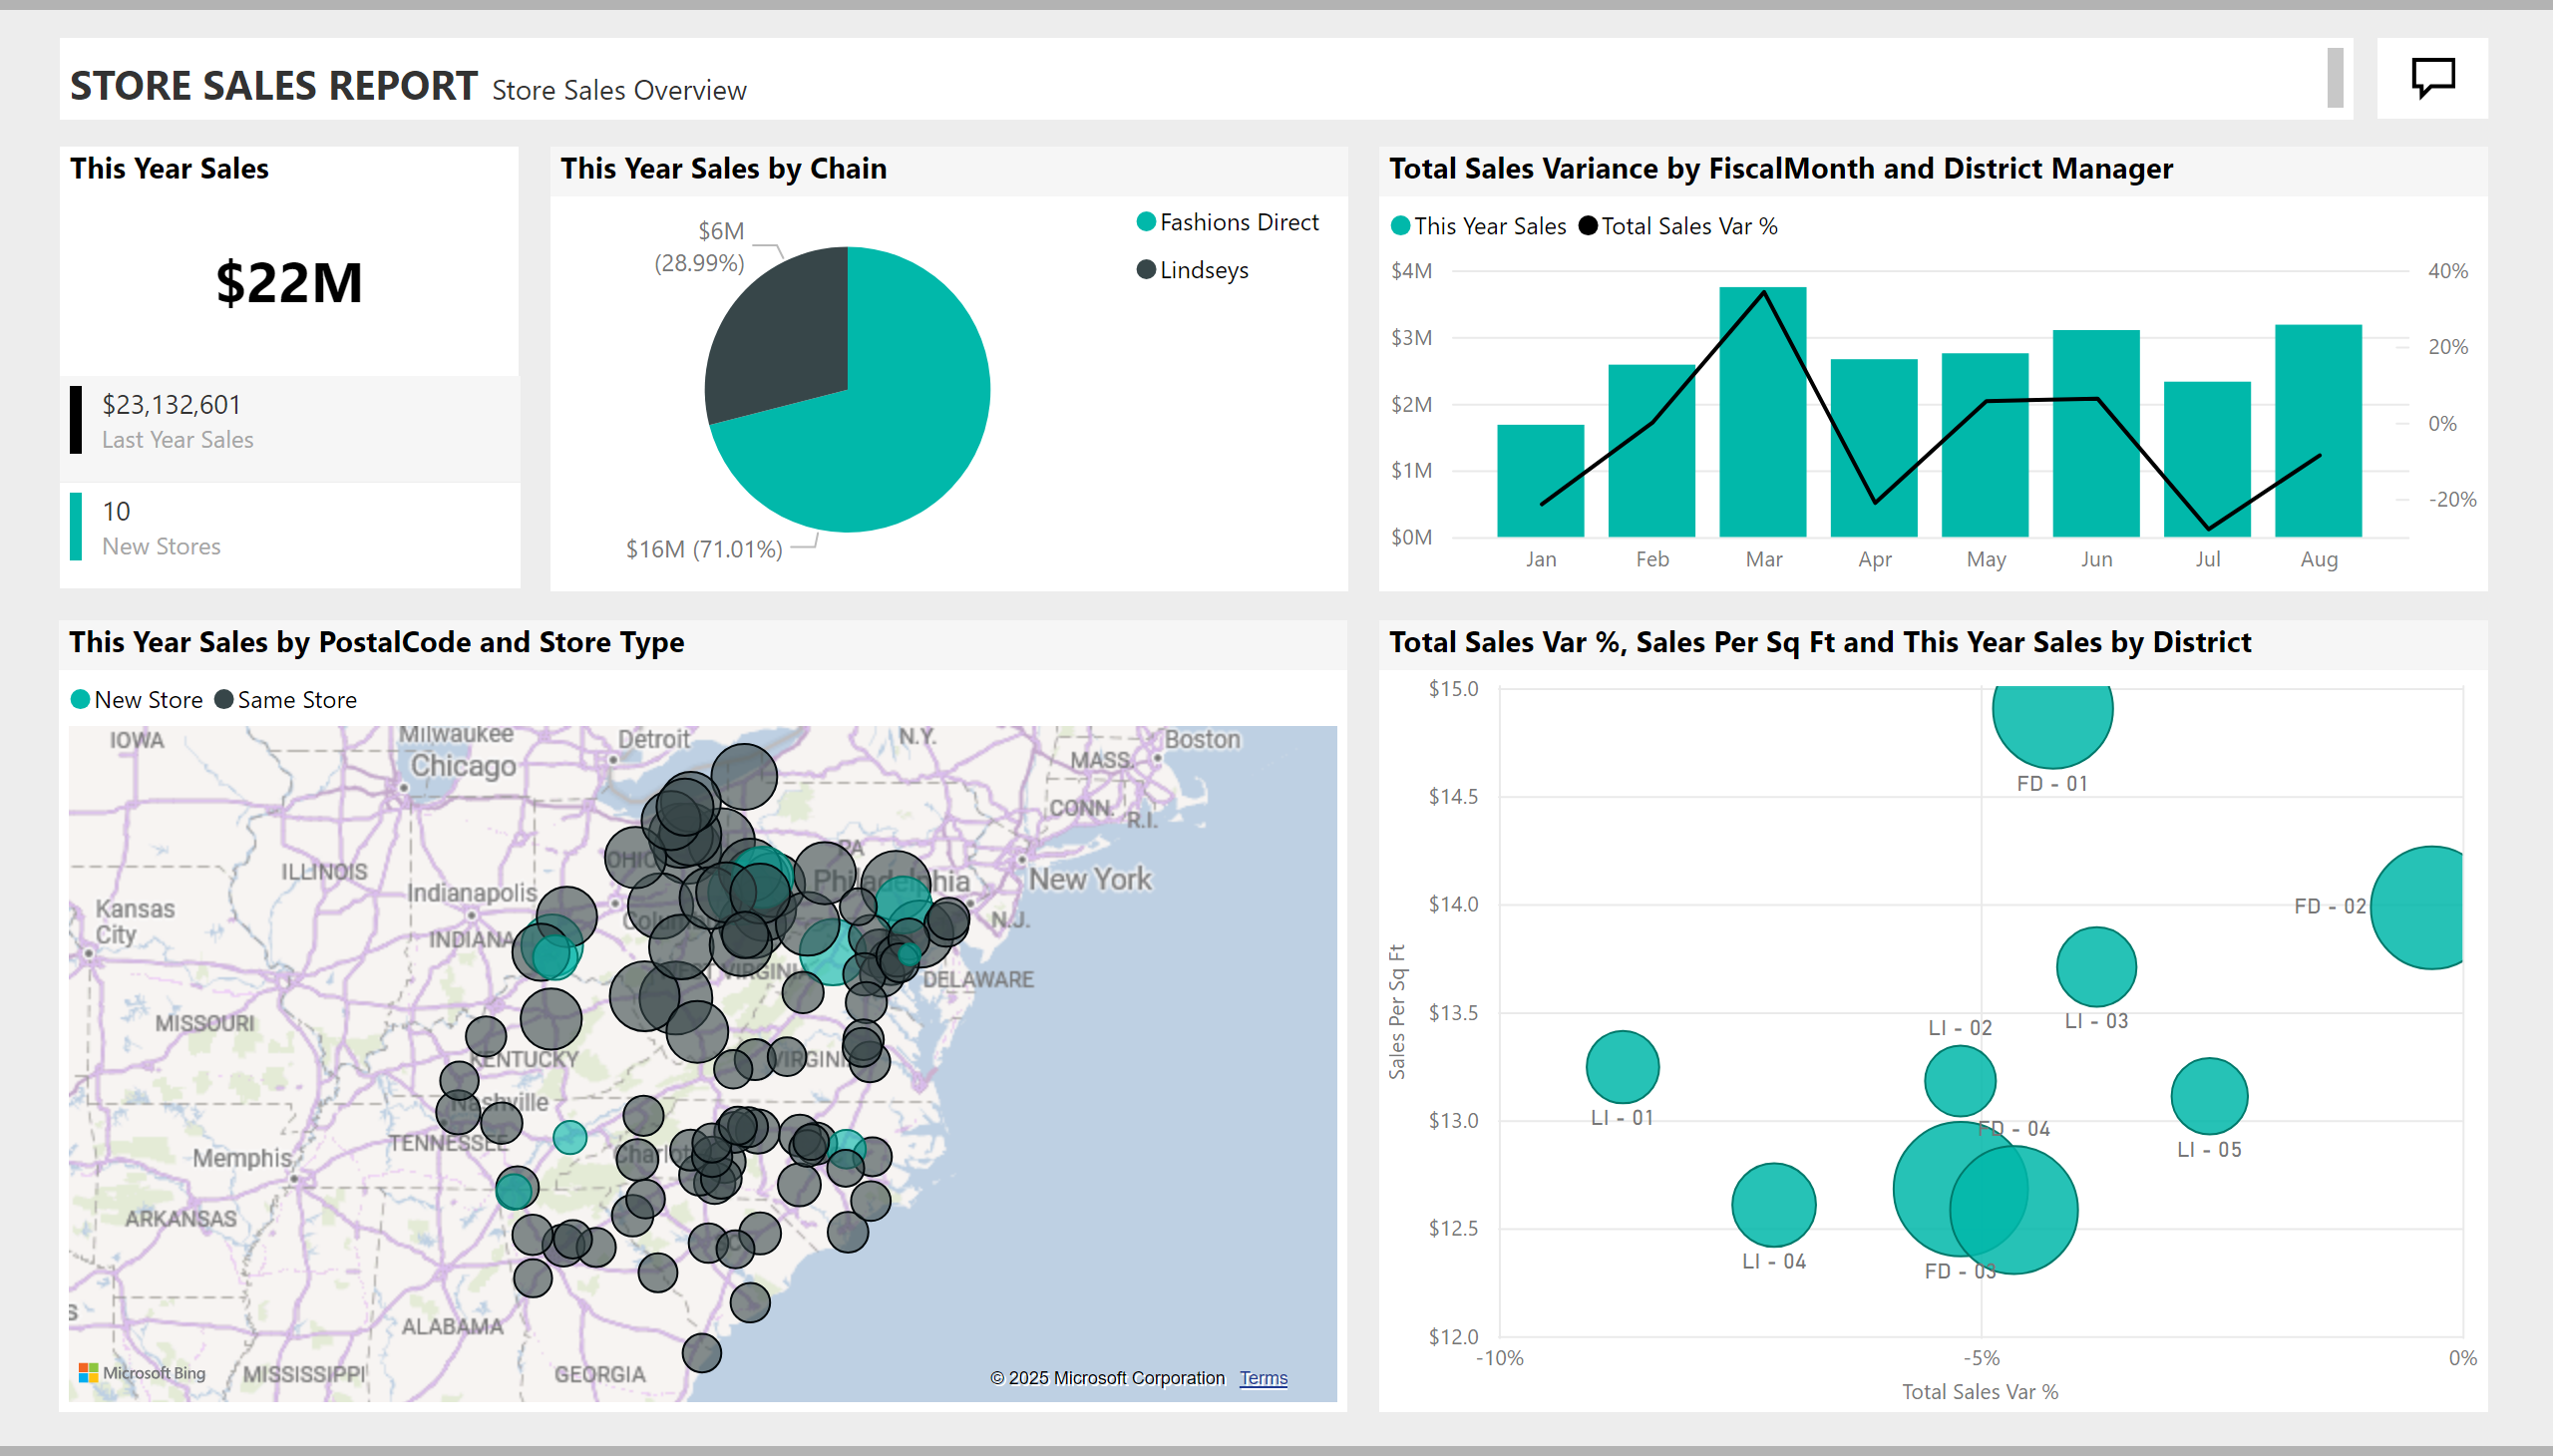 STORE SALES REPORT Store Sales Overview
This Year Sales
$22M
$23,132,601
Last Year Sales
10
New Stores
This Year Sales by Chain
Fashions Direct
Lindseys
$6M
(28.99%)
$16M (71.01%)
Total Sales Variance by FiscalMonth and District Manager
This Year Sales Total Sales Var %
$4M
$3M
$2M
$1M
$0M
40%
20%
0%
-20%
Jan Feb Mar Apr May Jun Jul Aug
This Year Sales by PostalCode and Store Type
New Store Same Store
IOWA
Milwaukee
Detroit
N.Y.
Boston
Chicago
MASS.
CONN.
R.I.
OHIO
PA
ILLINOIS
Indianapolis
Philadelphia
New York
Kansas
City
N.J.
INDIANA
DELAWARE
MISSOURI
KENTUCKY
Nashville
TENNESSEE
Memphis
ARKANSAS
ALABAMA
MISSISSIPPI
GEORGIA
Microsoft Bing
© 2025 Microsoft Corporation Terms
Total Sales Var %, Sales Per Sq Ft and This Year Sales by District
Sales Per Sq Ft
$15.0
$14.5
$14.0
$13.5
$13.0
$12.5
$12.0
FD - 01
FD - 02
LI - 03
LI - 02
LI - 01
FD - 04
LI - 05
LI - 04
FD - 03
-10% -5% 0%
Total Sales Var %